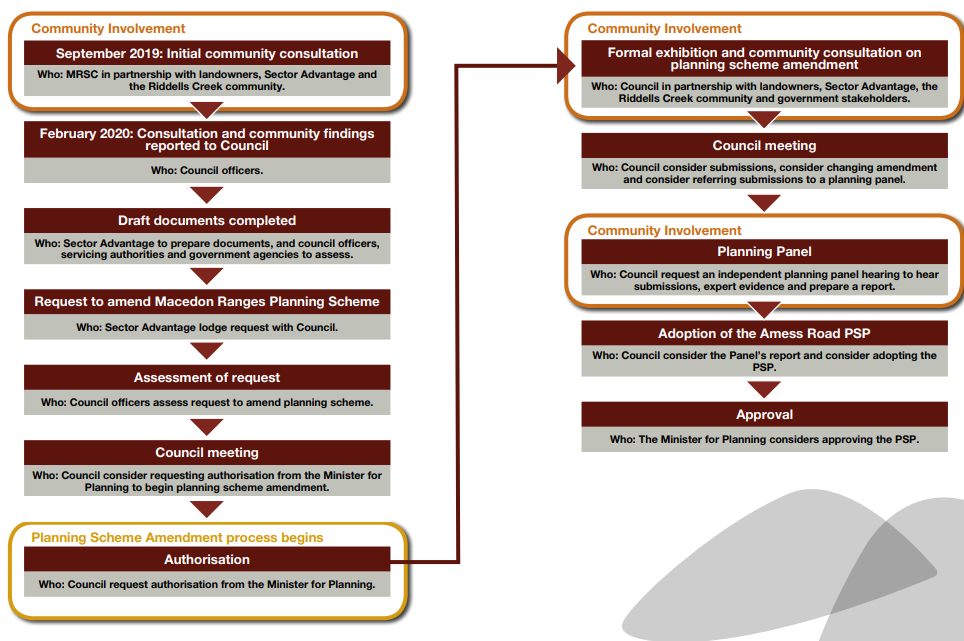 Community Involvement
September 2019: Initial community consultation
Who: MRSC in partnership with landowners, Sector Advantage and
the Riddells Creek community.
February 2020: Consultation and community findings
reported to Council
Who: Council officers.
Draft documents completed
Who: Sector Advantage to prepare documents, and council officers,
servicing authorities and government agencies to assess.
Request to amend Macedon Ranges Planning Scheme
Who: Sector Advantage lodge request with Council.
Assessment of request
Who: Council officers assess request to amend planning scheme.
Council meeting
Who: Council consider requesting authorisation from the Minister for
Planning to begin planning scheme amendment.
Planning Scheme Amendment process begins
Authorisation
Who: Council request authorisation from the Minister for Planning.
Community Involvement
Formal exhibition and community consultation on
planning scheme amendment
Who: Council in partnership with landowners, Sector Advantage, the
Riddells Creek community and government stakeholders.
Council meeting
Who: Council consider submissions, consider changing amendment
and consider referring submissions to a planning panel.
Community Involvement
Planning Panel
Who: Council request an independent planning panel hearing to hear
submissions, expert evidence and prepare a report.
Adoption of the Amess Road PSP
Who: Council consider the Panel's report and consider adopting the
PSP.
Approval
Who: The Minister for Planning considers approving the PSP.